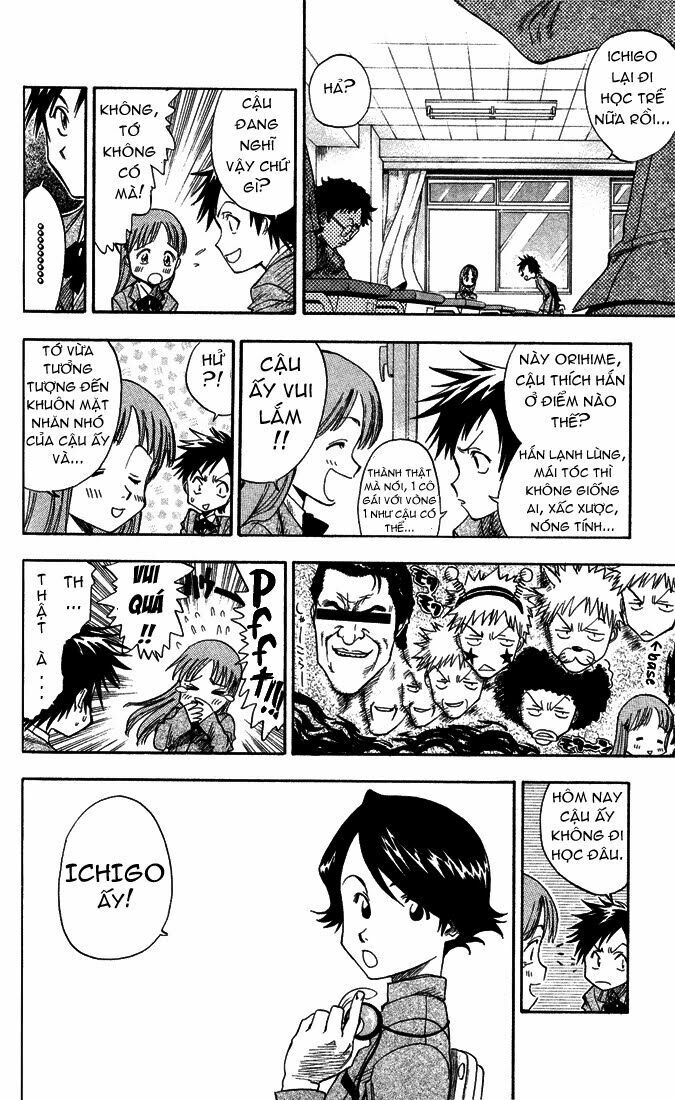 ICHIGO
LẠI ĐI
HỌC TRỄ
NỮA RỒI...
HẢ?
CẬU
ĐANG
NGHĨ
VẬY CHỨ
GÌ?
KHÔNG,
TỚ
KHÔNG
CÓ
MÀ!
NÀY ORIHIME,
CẬU THÍCH HẮN
Ở ĐIỂM NÀO
THẾ?
HẮN LẠNH LÙNG,
MÁI TÓC THÌ
KHÔNG GIỐNG
AI, XẤC XƯỢC,
NÓNG TÍNH...
THÀNH THẬT
MÀ NÓI, 1 CÔ
GÁI VỚI VÒNG
1 NHƯ CẬU CÓ
THỂ...
CẬU
ẤY VUI
LẮM
!!
HỬ
?!
TỚ VỪA
TƯỞNG
TƯỢNG ĐẾN
KHUÔN MẶT
NHĂN NHÓ
CỦA CẬU ẤY
VÀ...
base
Pfft!!!
VUI
QUÁ
!!
TH...
THẬT À...
HÔM NAY
CẬU ẤY
KHÔNG ĐI
HỌC ĐÂU.
ICHIGO
ẤY!